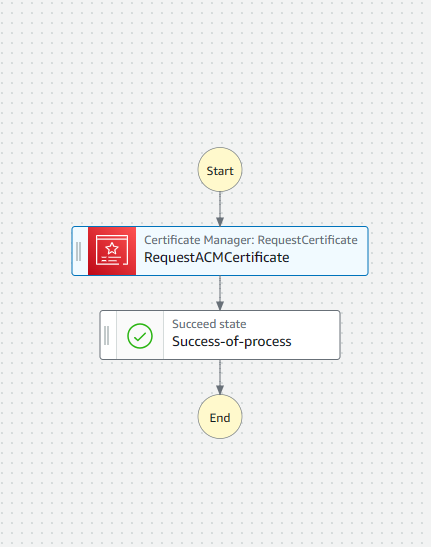 Start
Certificate Manager: RequestCertificate
RequestACMCertificate
Succeed state
Success-of-process
End